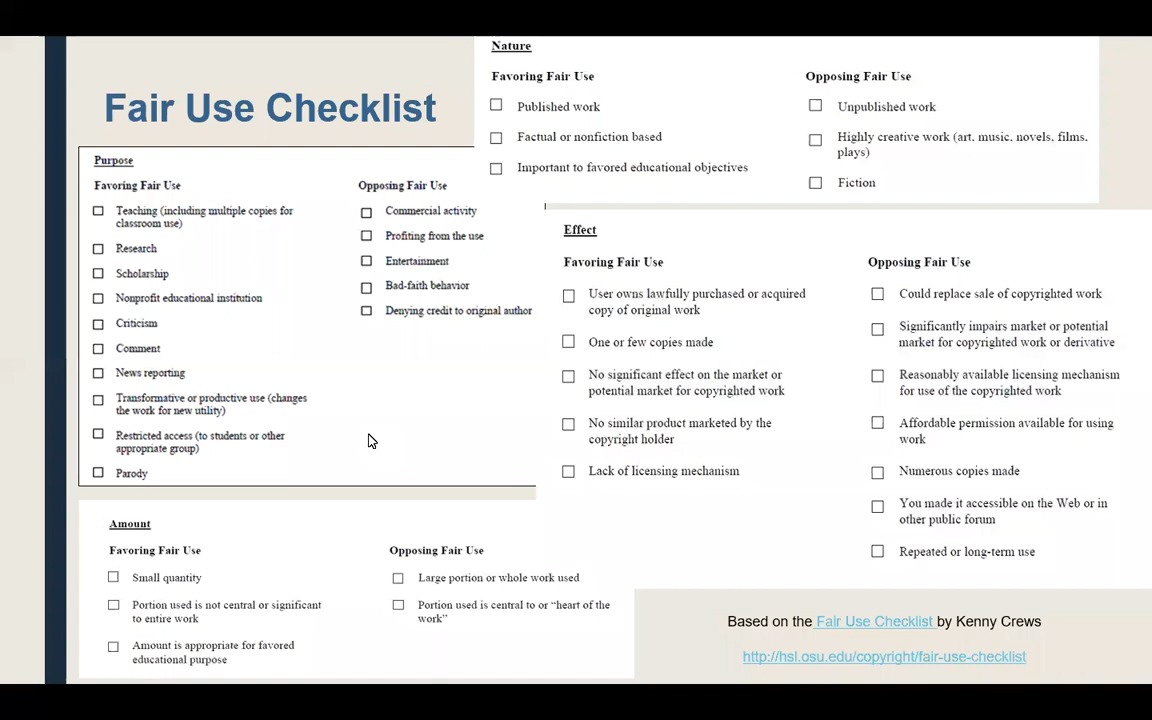 Fair Use Checklist
Purpose
Favoring Fair Use
Opposing Fair Use
Teaching (including multiple copies for
classroom use)
Research
Scholarship
Nonprofit educational institution
Criticism
Comment
News reporting
Transformative or productive use (changes
the work for new utility)
Restricted access (to students or other
appropriate group)
Parody
Commercial activity
Profiting from the use
Entertainment
Bad-faith behavior
Denying credit to original author
Nature
Favoring Fair Use
Opposing Fair Use
Published work
Factual or nonfiction based
Important to favored educational objectives
Unpublished work
Highly creative work (art, music, novels, films,
plays)
Fiction
Effect
Favoring Fair Use
Opposing Fair Use
User owns lawfully purchased or acquired
copy of original work
One or few copies made
No significant effect on the market or
potential market for copyrighted work
No similar product marketed by the
copyright holder
Lack of licensing mechanism
Could replace sale of copyrighted work
Significantly impairs market or potential
market for copyrighted work or derivative
Reasonably available licensing mechanism
for use of the copyrighted work
Affordable permission available for using
work
Numerous copies made
You made it accessible on the Web or in
other public forum
Repeated or long-term use
Amount
Favoring Fair Use
Opposing Fair Use
Small quantity
Portion used is not central or significant
to entire work
Amount is appropriate for favored
educational purpose
Large portion or whole work used
Portion used is central to or “heart of the
work”
Based on the Fair Use Checklist by Kenny Crews
http://hsl.osu.edu/copyright/fair-use-checklist